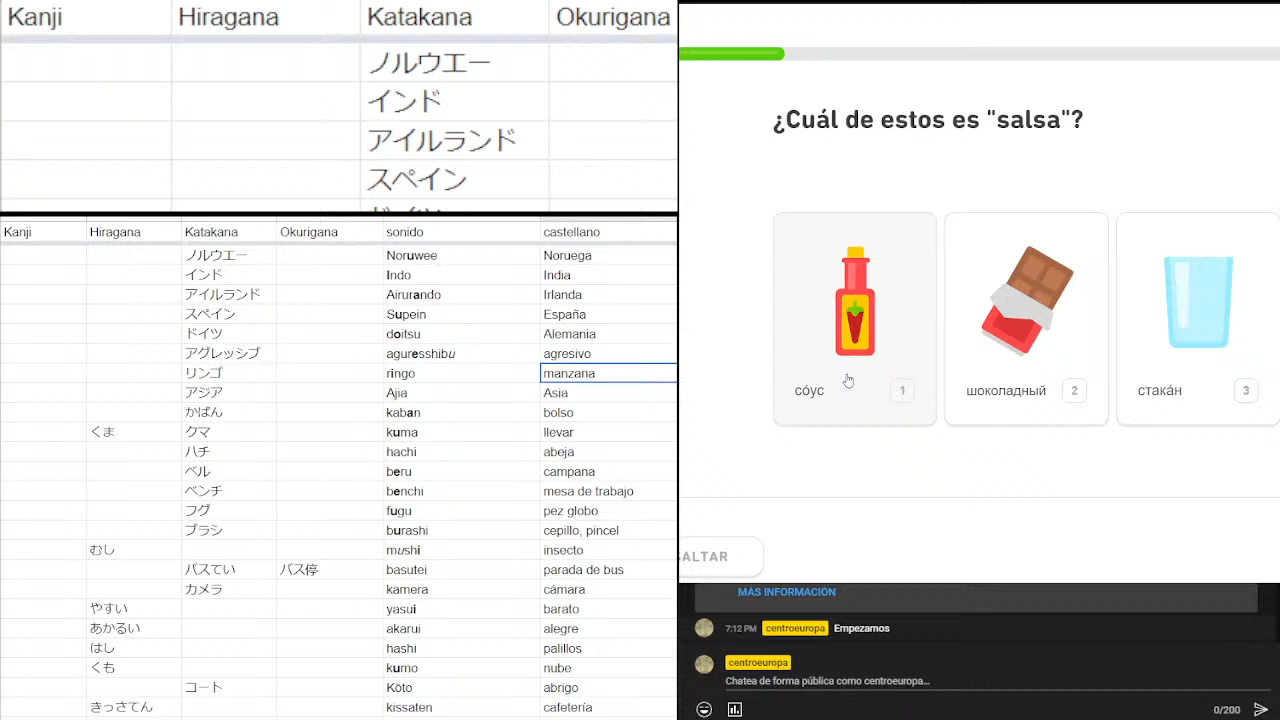 Kanji Hiragana Katakana Okurigana
ノルウエー
インド
アイルランド
スペイン
Kanji Hiragana Katakana Okurigana sonido castellano
ノルウエー Noruwee Noruega
インド Indo India
アイルランド Airurando Irlanda
スペイン Supein España
ドイツ doitsu Alemania
アグレッシブ aguresshibu agresivo
リンゴ ringo manzana
アジア Ajia Asia
かばん kaban bolso
くま クマ kuma llevar
ハチ hachi abeja
ベル beru campana
ベンチ benchi mesa de trabajo
フグ fugu pez globo
ブラシ burashi cepillo, pincel
むし mushi insecto
バスてい バス停 basutei parada de bus
カメラ kamera cámara
やすい yasui barato
あかるい akarui alegre
はし hashi palillos
くも kumo nube
コート Kōto abrigo
きっさてん kissaten cafetería
¿Cuál de estos es "salsa"?
со́ус 1
шоколадный 2
стака́н 3
SALTAR
MÁS INFORMACIÓN
7:12 PM centroeuropa Empezamos
centroeuropa
Chatea de forma pública como centroeuropa...
0/200